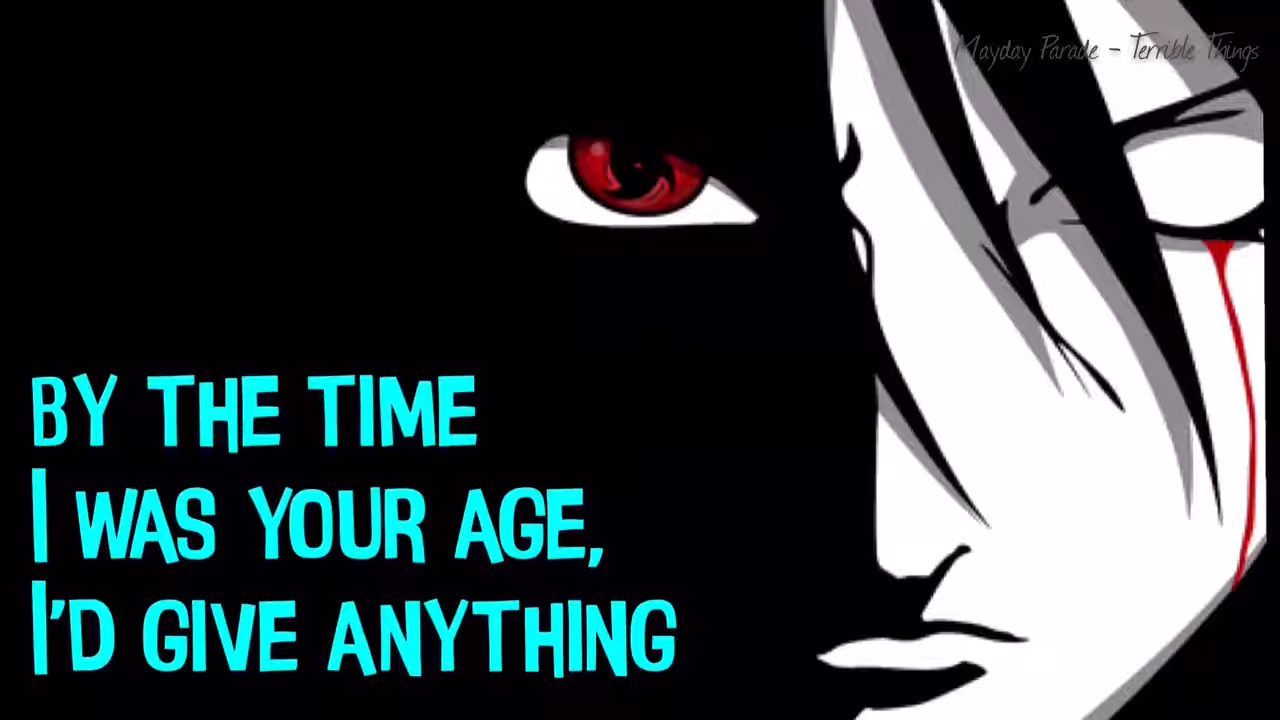 Mayday Parade - Terrible Things
BY THE TIME
I WAS YOUR AGE,
I'D GIVE ANYTHING